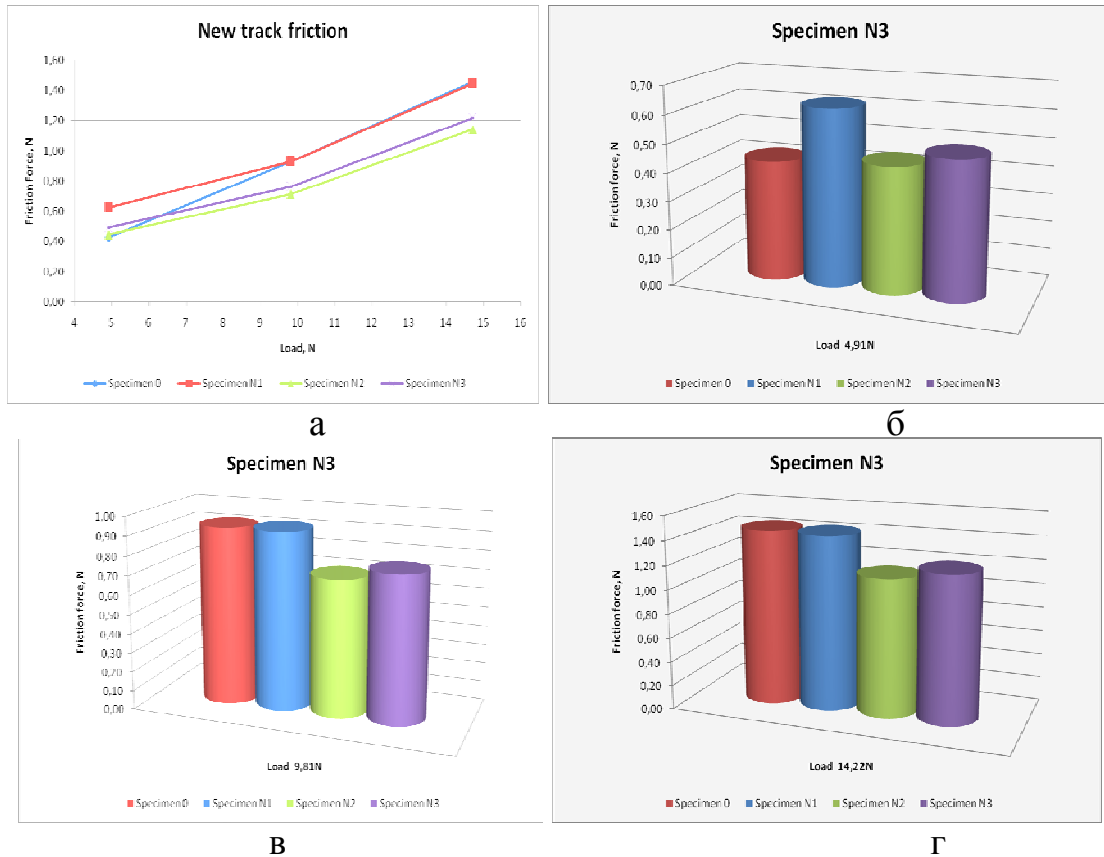 New track friction
Friction Force, N
1,60
1,40
1,20
1,00
0,80
0,60
0,40
0,20
0,00
4 5 6 7 8 9 10 11 12 13 14 15 16
Load, N
Specimen 0 Specimen N1 Specimen N2 Specimen N3
а
Specimen N3
Friction force, N
0,70
0,60
0,50
0,40
0,30
0,20
0,10
0,00
Load 4,91N
Specimen 0 Specimen N1 Specimen N2 Specimen N3
б
Specimen N3
Friction force, N
1,00
0,90
0,80
0,70
0,60
0,50
0,40
0,30
0,20
0,10
0,00
Load 9,81N
Specimen 0 Specimen N1 Specimen N2 Specimen N3
в
Specimen N3
Friction force, N
1,60
1,40
1,20
1,00
0,80
0,60
0,40
0,20
0,00
Load 14,22N
Specimen 0 Specimen N1 Specimen N2 Specimen N3
г